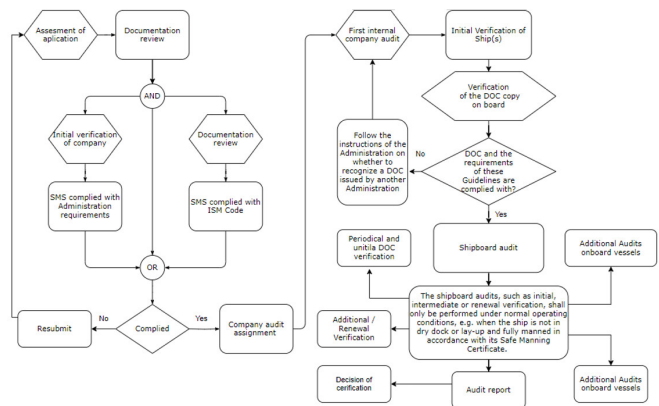 Assesment of
aplication
Documentation
review
AND
Initial verification
of company
Documentation
review
SMS complied with
Administration
requirements
SMS complied with
ISM Code
OR
Complied
No
Yes
Resubmit
Company audit
assignment
First internal
company audit
Initial Verification of
Ship(s)
Verification
of the DOC copy
on board
Follow the
instructions of the
Administration on
whether to
recognize a DOC
issued by another
Administration
No
DOC and the
requirements
of these
Guidelines are
complied with?
Yes
Shipboard audit
Periodical and
unitila DOC
verification
Additional Audits
onboard vessels
The shipboard audits, such as initial,
intermediate or renewal verification, shall
only be performed under normal operating
conditions, e.g. when the ship is not in
dry dock or lay-up and fully manned in
accordance with its Safe Manning
Certificate.
Additional /
Renewal
Verification
Decision of
cerification
Audit report
Additional Audits
onboard vessels